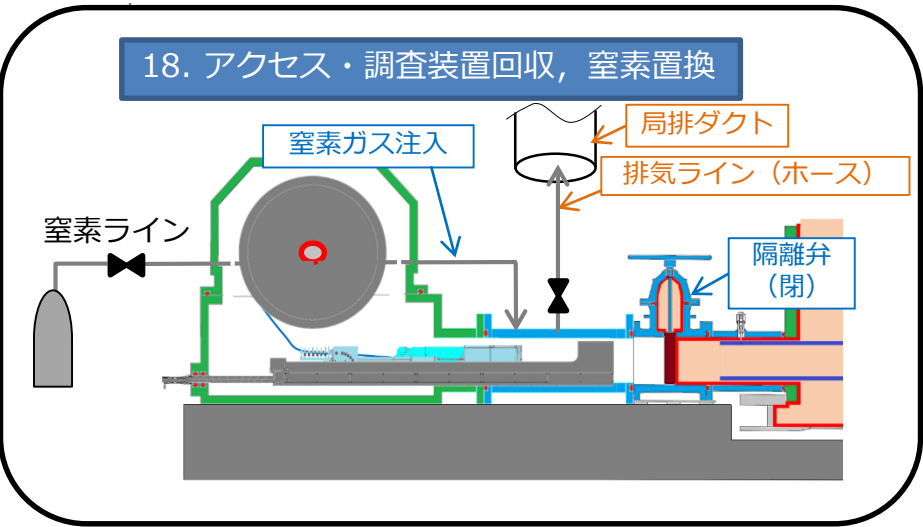 18. アクセス・調査装置回収，窒素置換
局排ダクト
窒素ガス注入
排気ライン（ホース）
窒素ライン
隔離弁
（閉）